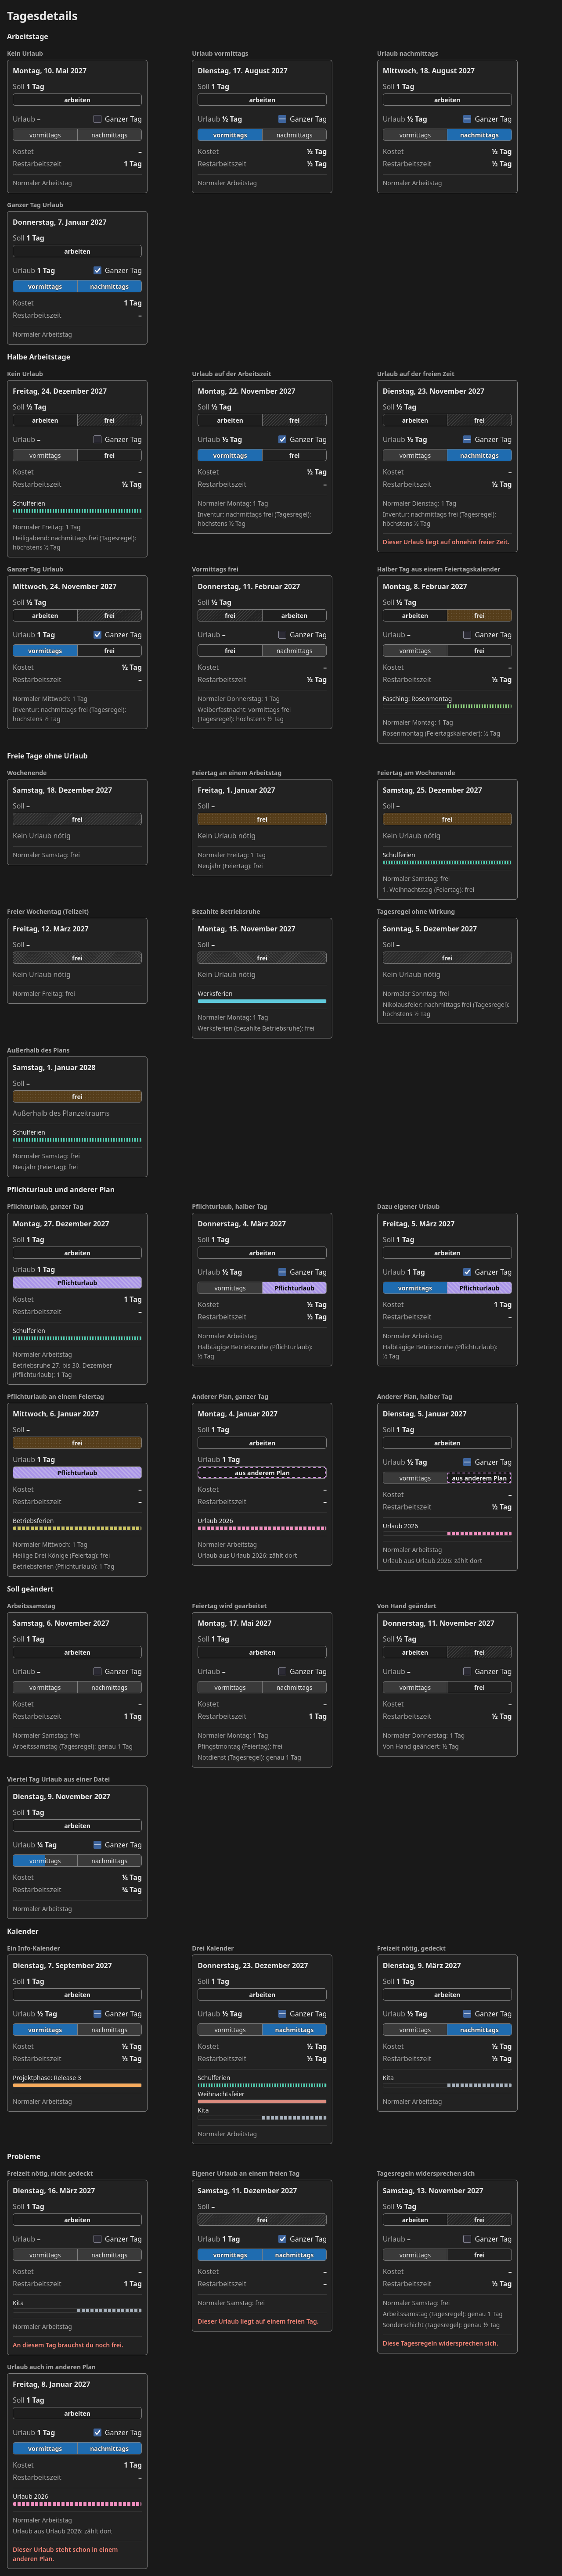 Tagesdetails
Arbeitstage
Kein Urlaub
Montag, 10. Mai 2027
Soll 1 Tag
arbeiten
Urlaub –
Ganzer Tag
vormittags
nachmittags
Kostet –
Restarbeitszeit 1 Tag
Normaler Arbeitstag
Urlaub vormittags
Dienstag, 17. August 2027
Soll 1 Tag
arbeiten
Urlaub ½ Tag
Ganzer Tag
vormittags
nachmittags
Kostet ½ Tag
Restarbeitszeit ½ Tag
Normaler Arbeitstag
Urlaub nachmittags
Mittwoch, 18. August 2027
Soll 1 Tag
arbeiten
Urlaub ½ Tag
Ganzer Tag
vormittags
nachmittags
Kostet ½ Tag
Restarbeitszeit ½ Tag
Normaler Arbeitstag
Ganzer Tag Urlaub
Donnerstag, 7. Januar 2027
Soll 1 Tag
arbeiten
Urlaub 1 Tag
Ganzer Tag
vormittags
nachmittags
Kostet 1 Tag
Restarbeitszeit –
Normaler Arbeitstag
Halbe Arbeitstage
Kein Urlaub
Freitag, 24. Dezember 2027
Soll ½ Tag
arbeiten
frei
Urlaub –
Ganzer Tag
vormittags
frei
Kostet –
Restarbeitszeit ½ Tag
Schulferien
Normaler Freitag: 1 Tag
Heiligabend: nachmittags frei (Tagesregel):
höchstens ½ Tag
Urlaub auf der Arbeitszeit
Montag, 22. November 2027
Soll ½ Tag
arbeiten
frei
Urlaub ½ Tag
Ganzer Tag
vormittags
frei
Kostet ½ Tag
Restarbeitszeit –
Normaler Montag: 1 Tag
Inventur: nachmittags frei (Tagesregel):
höchstens ½ Tag
Urlaub auf der freien Zeit
Dienstag, 23. November 2027
Soll ½ Tag
arbeiten
frei
Urlaub ½ Tag
Ganzer Tag
vormittags
nachmittags
Kostet –
Restarbeitszeit ½ Tag
Normaler Dienstag: 1 Tag
Inventur: nachmittags frei (Tagesregel):
höchstens ½ Tag
Dieser Urlaub liegt auf ohnehin freier Zeit.
Ganzer Tag Urlaub
Mittwoch, 24. November 2027
Soll ½ Tag
arbeiten
frei
Urlaub 1 Tag
Ganzer Tag
vormittags
frei
Kostet ½ Tag
Restarbeitszeit –
Normaler Mittwoch: 1 Tag
Inventur: nachmittags frei (Tagesregel):
höchstens ½ Tag
Vormittags frei
Donnerstag, 11. Februar 2027
Soll ½ Tag
frei
arbeiten
Urlaub –
Ganzer Tag
frei
nachmittags
Kostet –
Restarbeitszeit ½ Tag
Normaler Donnerstag: 1 Tag
Weiberfastnacht: vormittags frei
(Tagesregel): höchstens ½ Tag
Halber Tag aus einem Feiertagskalender
Montag, 8. Februar 2027
Soll ½ Tag
arbeiten
frei
Urlaub –
Ganzer Tag
vormittags
frei
Kostet –
Restarbeitszeit ½ Tag
Fasching: Rosenmontag
Normaler Montag: 1 Tag
Rosenmontag (Feiertagskalender): ½ Tag
Freie Tage ohne Urlaub
Wochenende
Samstag, 18. Dezember 2027
Soll –
frei
Kein Urlaub nötig
Normaler Samstag: frei
Feiertag an einem Arbeitstag
Freitag, 1. Januar 2027
Soll –
frei
Kein Urlaub nötig
Normaler Freitag: 1 Tag
Neujahr (Feiertag): frei
Feiertag am Wochenende
Samstag, 25. Dezember 2027
Soll –
frei
Kein Urlaub nötig
Schulferien
Normaler Samstag: frei
1. Weihnachtstag (Feiertag): frei
Freier Wochentag (Teilzeit)
Freitag, 12. März 2027
Soll –
frei
Kein Urlaub nötig
Normaler Freitag: frei
Bezahlte Betriebsruhe
Montag, 15. November 2027
Soll –
frei
Kein Urlaub nötig
Werksferien
Normaler Montag: 1 Tag
Werksferien (bezahlte Betriebsruhe): frei
Tagesregel ohne Wirkung
Sonntag, 5. Dezember 2027
Soll –
frei
Kein Urlaub nötig
Normaler Sonntag: frei
Nikolausfeier: nachmittags frei (Tagesregel):
höchstens ½ Tag
Außerhalb des Plans
Samstag, 1. Januar 2028
Soll –
frei
Außerhalb des Planzeitraums
Schulferien
Normaler Samstag: frei
Neujahr (Feiertag): frei
Pflichturlaub und anderer Plan
Pflichturlaub, ganzer Tag
Montag, 27. Dezember 2027
Soll 1 Tag
arbeiten
Urlaub 1 Tag
Pflichturlaub
Kostet 1 Tag
Restarbeitszeit –
Schulferien
Normaler Arbeitstag
Betriebsruhe 27. bis 30. Dezember
(Pflichturlaub): 1 Tag
Pflichturlaub, halber Tag
Donnerstag, 4. März 2027
Soll 1 Tag
arbeiten
Urlaub ½ Tag
Ganzer Tag
vormittags
Pflichturlaub
Kostet ½ Tag
Restarbeitszeit ½ Tag
Normaler Arbeitstag
Halbtägige Betriebsruhe (Pflichturlaub):
½ Tag
Dazu eigener Urlaub
Freitag, 5. März 2027
Soll 1 Tag
arbeiten
Urlaub 1 Tag
Ganzer Tag
vormittags
Pflichturlaub
Kostet 1 Tag
Restarbeitszeit –
Normaler Arbeitstag
Halbtägige Betriebsruhe (Pflichturlaub):
½ Tag
Pflichturlaub an einem Feiertag
Mittwoch, 6. Januar 2027
Soll –
frei
Urlaub 1 Tag
Pflichturlaub
Kostet –
Restarbeitszeit –
Betriebsferien
Normaler Mittwoch: 1 Tag
Heilige Drei Könige (Feiertag): frei
Betriebsferien (Pflichturlaub): 1 Tag
Anderer Plan, ganzer Tag
Montag, 4. Januar 2027
Soll 1 Tag
arbeiten
Urlaub 1 Tag
aus anderem Plan
Kostet –
Restarbeitszeit –
Urlaub 2026
Normaler Arbeitstag
Urlaub aus Urlaub 2026: zählt dort
Anderer Plan, halber Tag
Dienstag, 5. Januar 2027
Soll 1 Tag
arbeiten
Urlaub ½ Tag
Ganzer Tag
vormittags
aus anderem Plan
Kostet –
Restarbeitszeit ½ Tag
Urlaub 2026
Normaler Arbeitstag
Urlaub aus Urlaub 2026: zählt dort
Soll geändert
Arbeitssamstag
Samstag, 6. November 2027
Soll 1 Tag
arbeiten
Urlaub –
Ganzer Tag
vormittags
nachmittags
Kostet –
Restarbeitszeit 1 Tag
Normaler Samstag: frei
Arbeitssamstag (Tagesregel): genau 1 Tag
Feiertag wird gearbeitet
Montag, 17. Mai 2027
Soll 1 Tag
arbeiten
Urlaub –
Ganzer Tag
vormittags
nachmittags
Kostet –
Restarbeitszeit 1 Tag
Normaler Montag: 1 Tag
Pfingstmontag (Feiertag): frei
Notdienst (Tagesregel): genau 1 Tag
Von Hand geändert
Donnerstag, 11. November 2027
Soll ½ Tag
arbeiten
frei
Urlaub –
Ganzer Tag
vormittags
frei
Kostet –
Restarbeitszeit ½ Tag
Normaler Donnerstag: 1 Tag
Von Hand geändert: ½ Tag
Viertel Tag Urlaub aus einer Datei
Dienstag, 9. November 2027
Soll 1 Tag
arbeiten
Urlaub ¼ Tag
Ganzer Tag
vormittags
nachmittags
Kostet ¼ Tag
Restarbeitszeit ¾ Tag
Normaler Arbeitstag
Kalender
Ein Info-Kalender
Dienstag, 7. September 2027
Soll 1 Tag
arbeiten
Urlaub ½ Tag
Ganzer Tag
vormittags
nachmittags
Kostet ½ Tag
Restarbeitszeit ½ Tag
Projektphase: Release 3
Normaler Arbeitstag
Drei Kalender
Donnerstag, 23. Dezember 2027
Soll 1 Tag
arbeiten
Urlaub ½ Tag
Ganzer Tag
vormittags
nachmittags
Kostet ½ Tag
Restarbeitszeit ½ Tag
Schulferien
Weihnachtsfeier
Kita
Normaler Arbeitstag
Freizeit nötig, gedeckt
Dienstag, 9. März 2027
Soll 1 Tag
arbeiten
Urlaub ½ Tag
Ganzer Tag
vormittags
nachmittags
Kostet ½ Tag
Restarbeitszeit ½ Tag
Kita
Normaler Arbeitstag
Probleme
Freizeit nötig, nicht gedeckt
Dienstag, 16. März 2027
Soll 1 Tag
arbeiten
Urlaub –
Ganzer Tag
vormittags
nachmittags
Kostet –
Restarbeitszeit 1 Tag
Kita
Normaler Arbeitstag
An diesem Tag brauchst du noch frei.
Eigener Urlaub an einem freien Tag
Samstag, 11. Dezember 2027
Soll –
frei
Urlaub 1 Tag
Ganzer Tag
vormittags
nachmittags
Kostet –
Restarbeitszeit –
Normaler Samstag: frei
Dieser Urlaub liegt auf einem freien Tag.
Tagesregeln widersprechen sich
Samstag, 13. November 2027
Soll ½ Tag
arbeiten
frei
Urlaub –
Ganzer Tag
vormittags
frei
Kostet –
Restarbeitszeit ½ Tag
Normaler Samstag: frei
Arbeitssamstag (Tagesregel): genau 1 Tag
Sonderschicht (Tagesregel): genau ½ Tag
Diese Tagesregeln widersprechen sich.
Urlaub auch im anderen Plan
Freitag, 8. Januar 2027
Soll 1 Tag
arbeiten
Urlaub 1 Tag
Ganzer Tag
vormittags
nachmittags
Kostet 1 Tag
Restarbeitszeit –
Urlaub 2026
Normaler Arbeitstag
Urlaub aus Urlaub 2026: zählt dort
Dieser Urlaub steht schon in einem
anderen Plan.